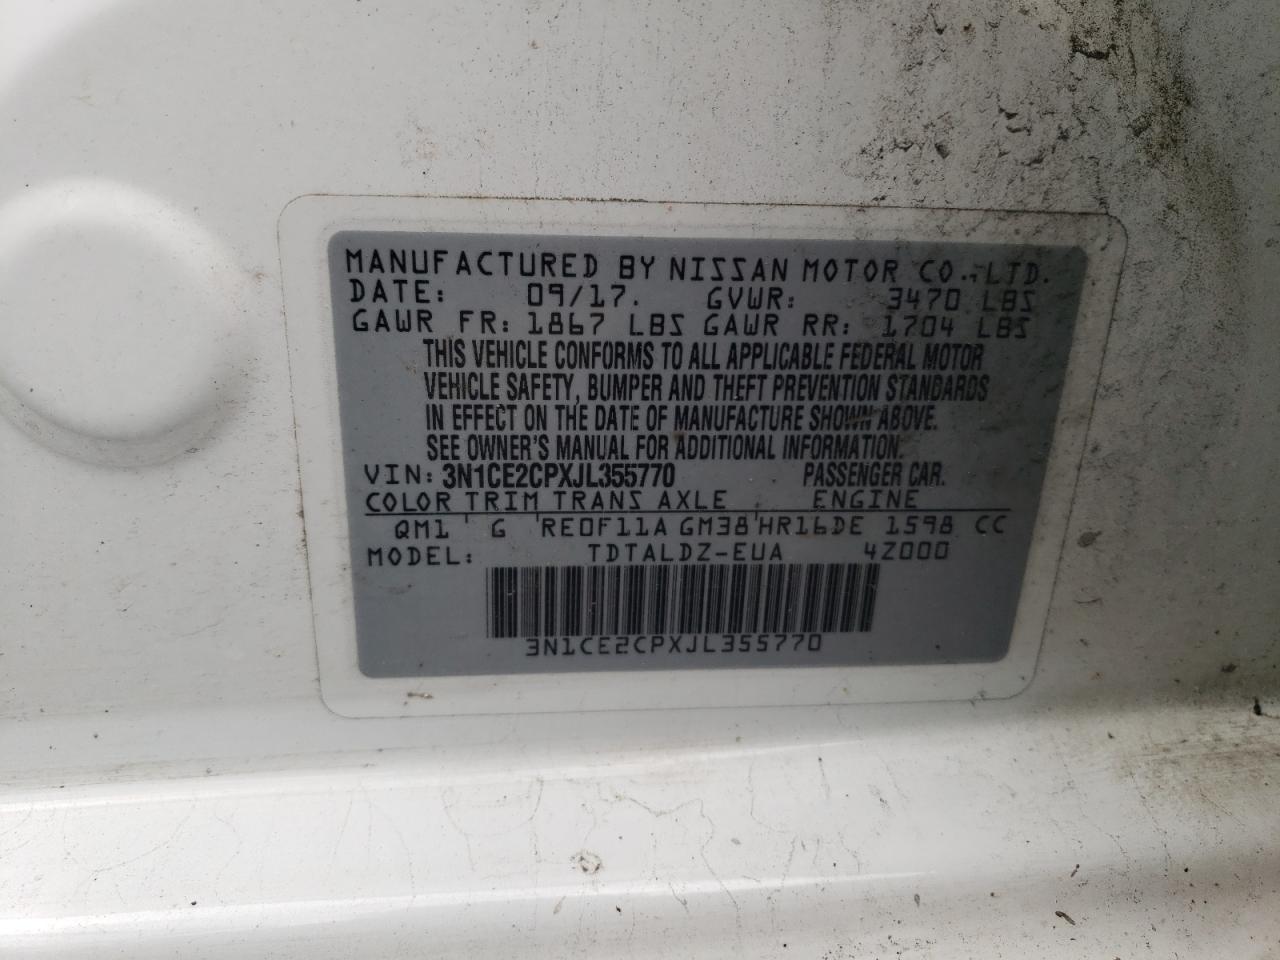 MANUFACTURED BY NISSAN MOTOR CO., LTD.
DATE: 09/17. GVWR: 3470 LBS
GAWR FR: 1867 LBS GAWR RR: 1704 LBS
THIS VEHICLE CONFORMS TO ALL APPLICABLE FEDERAL MOTOR
VEHICLE SAFETY, BUMPER AND THEFT PREVENTION STANDARDS
IN EFFECT ON THE DATE OF MANUFACTURE SHOWN ABOVE.
SEE OWNER'S MANUAL FOR ADDITIONAL INFORMATION.
VIN: 3N1CE2CPXJL355770 PASSENGER CAR.
COLOR TRIM TRANS AXLE ENGINE
QM1 ' G ' RE0F11A GM38 ' HR16DE 1598 CC
MODEL: TDTALDZ-EUA 4Z000
3N1CE2CPXJL355770